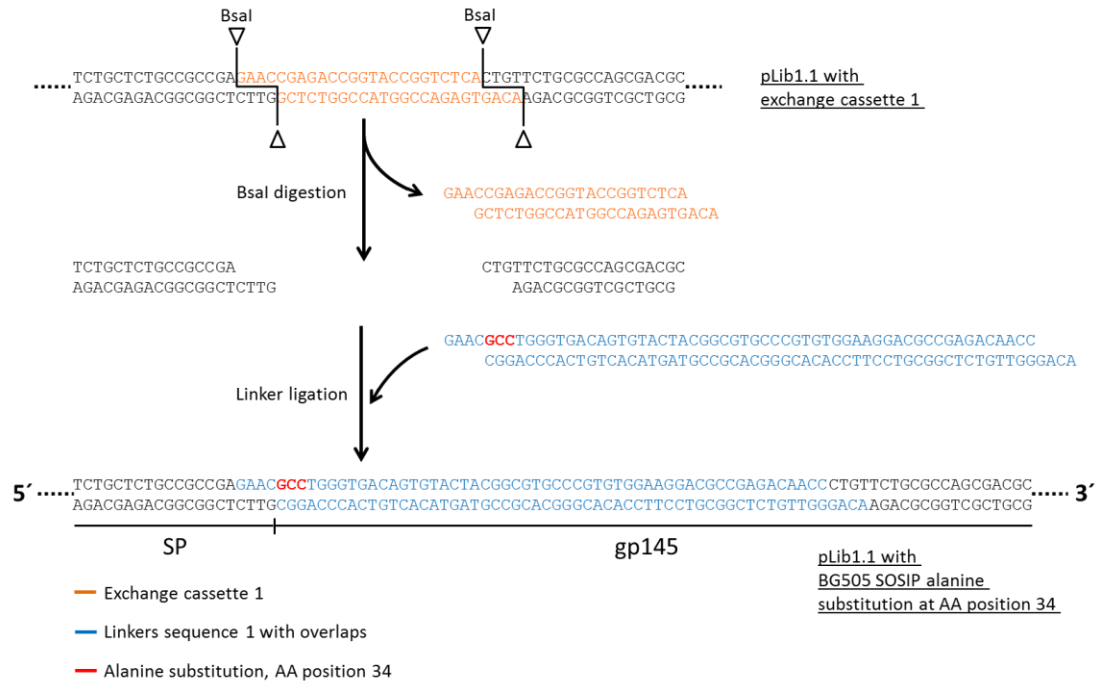 BsaI
BsaI
TCTGCTCTGCCGCCGAGAACCGAGACCGGTACCGGTCTCACTGTTCTGCGCCAGCGACGC
AGACGAGACGGCGGCTCTTGGCTCTGGCCATGGCCAGAGTGACAAGACGCGGTCGCTGCG
pLib1.1 with
exchange cassette 1
BsaI digestion
GAACCGAGACCGGTACCGGTCTCA
GCTCTGGCCATGGCCAGAGTGACA
TCTGCTCTGCCGCCGA
AGACGAGACGGCGGCTCTTG
CTGTTCTGCGCCAGCGACGC
AGACGCGGTCGCTGCG
GAACGCCTGGGTGACAGTGTACTACGGCGTGCCCGTGTGGAAGGACGCCGAGACAACC
CGGACCCACTGTCACATGATGCCGCACGGGCACACCTTCCTGCGGCTCTGTTGGGACA
Linker ligation
5´ TCTGCTCTGCCGCCGAGAACGCCTGGGTGACAGTGTACTACGGCGTGCCCGTGTGGAAGGACGCCGAGACAACCCTGTTCTGCGCCAGCGACGC 3´
AGACGAGACGGCGGCTCTTGCGGACCCACTGTCACATGATGCCGCACGGGCACACCTTCCTGCGGCTCTGTTGGGACAAGACGCGGTCGCTGCG
SP
gp145
pLib1.1 with
BG505 SOSIP alanine
substitution at AA position 34
Exchange cassette 1
Linkers sequence 1 with overlaps
Alanine substitution, AA position 34